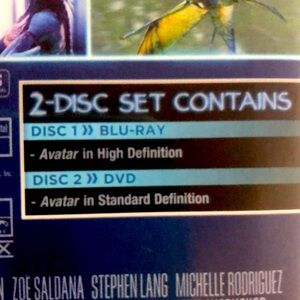 2-DISC SET CONTAINS
DISC 1 » BLU-RAY
- Avatar in High Definition
DISC 2 » DVD
- Avatar in Standard Definition
ZOE SALDANA STEPHEN LANG MICHELLE RODRIGUEZ